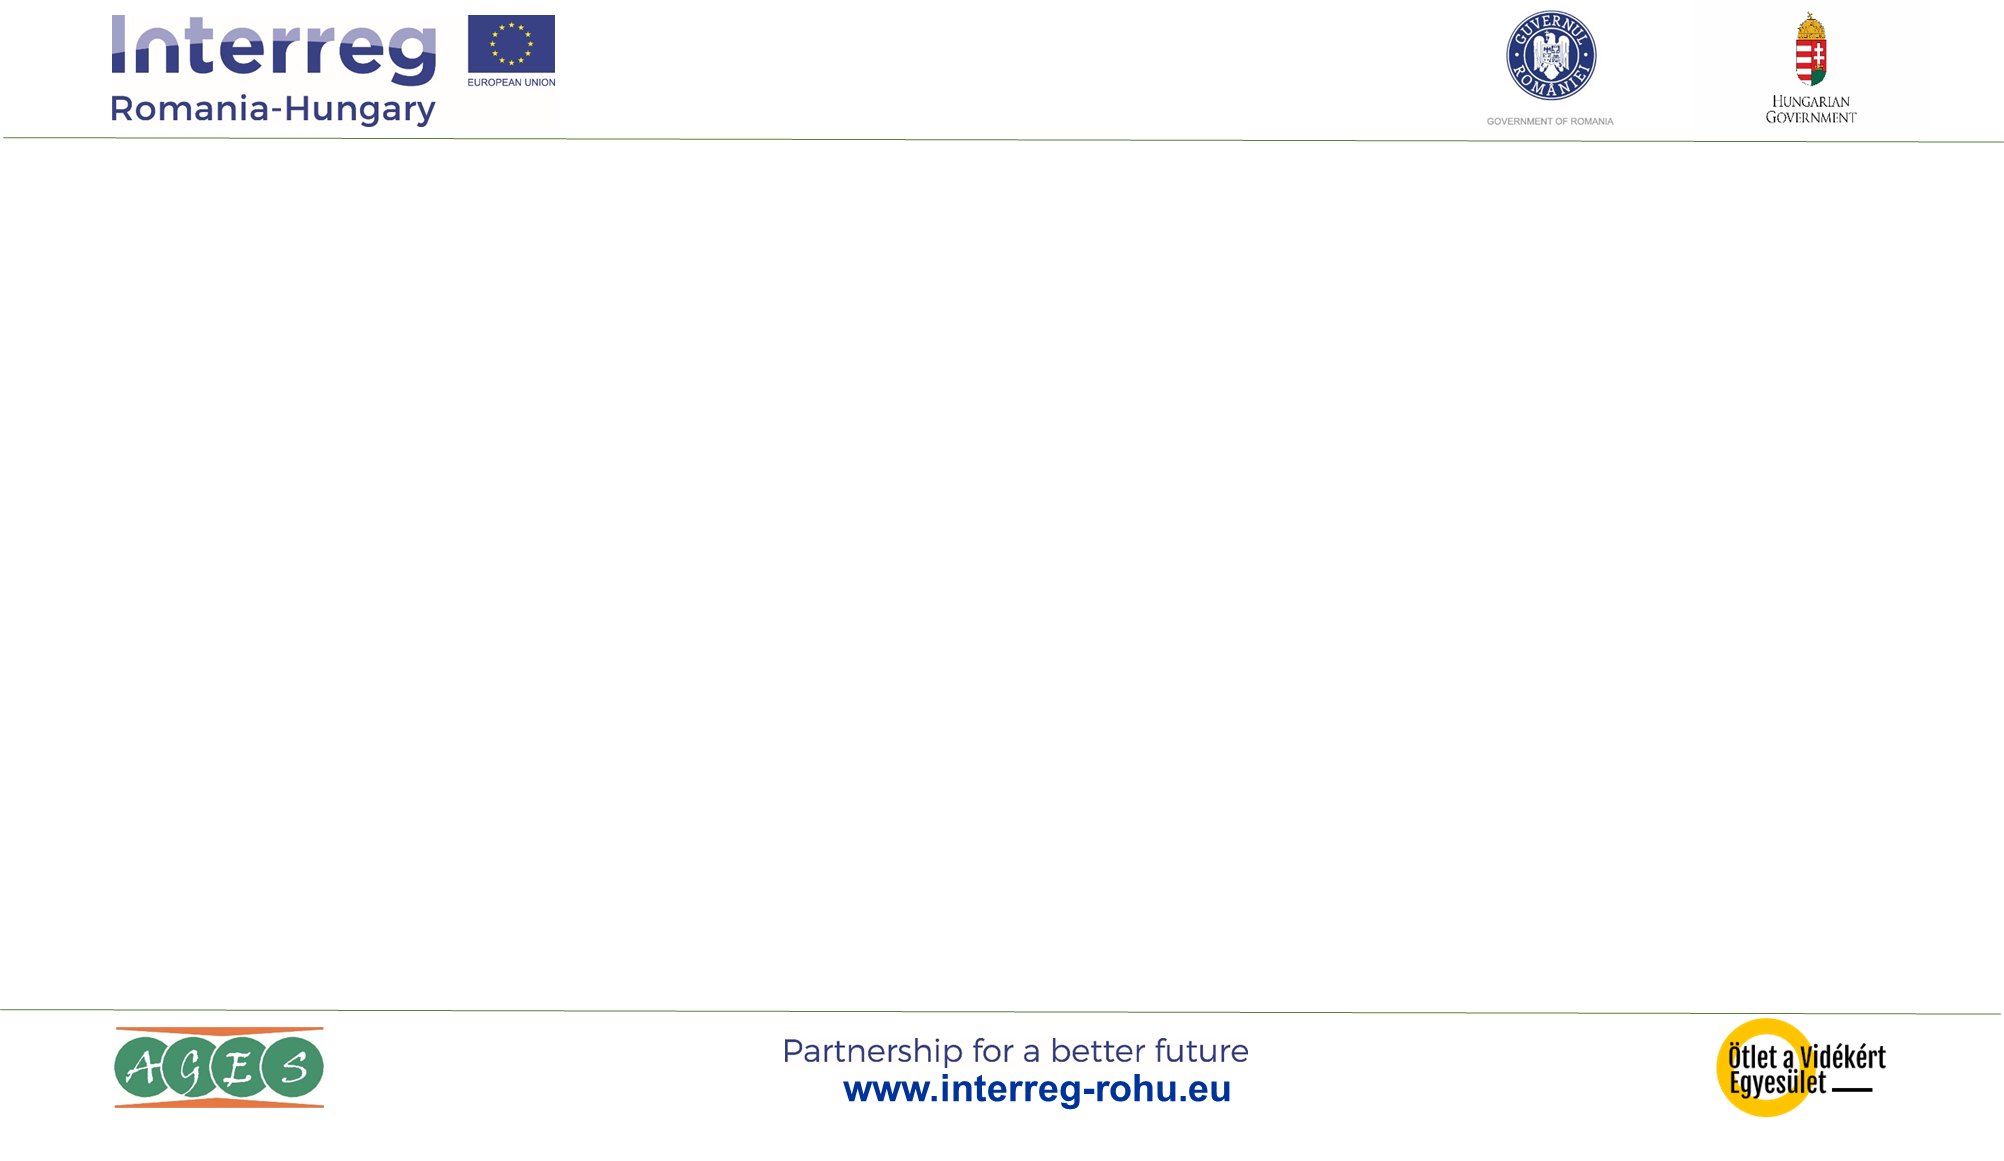 Interreg
Romania-Hungary
EUROPEAN UNION
GUVERNUL ROMÂNIEI
GOVERNMENT OF ROMANIA
HUNGARIAN
GOVERNMENT
AGES
Partnership for a better future
www.interreg-rohu.eu
Ötlet a Vidékért
Egyesület